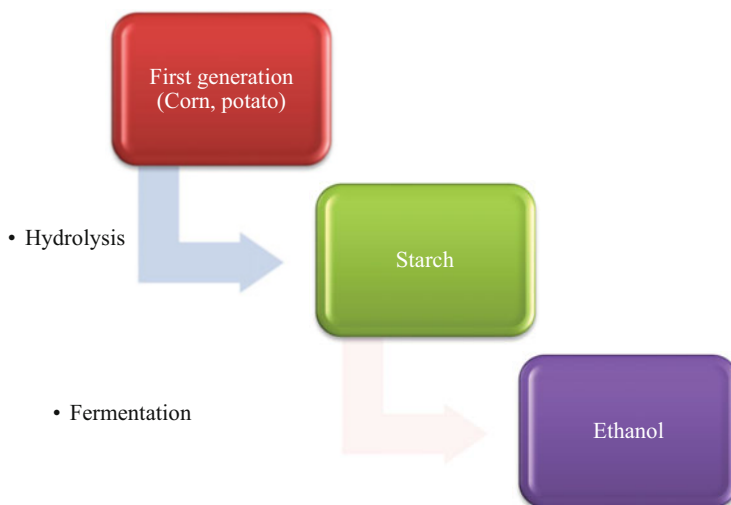 First generation
(Corn, potato)
• Hydrolysis
Starch
• Fermentation
Ethanol